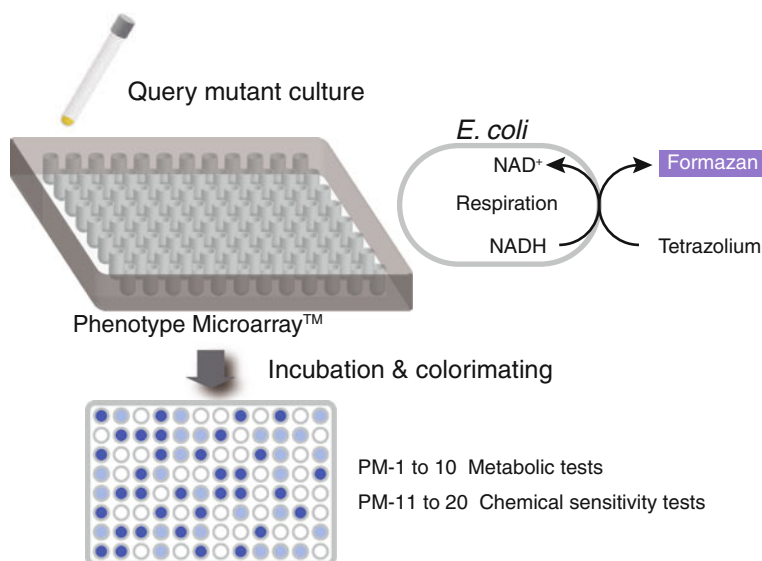 Query mutant culture
E. coli
NAD⁺
Formazan
Respiration
NADH
Tetrazolium
Phenotype Microarray™
Incubation & colorimating
PM-1 to 10 Metabolic tests
PM-11 to 20 Chemical sensitivity tests